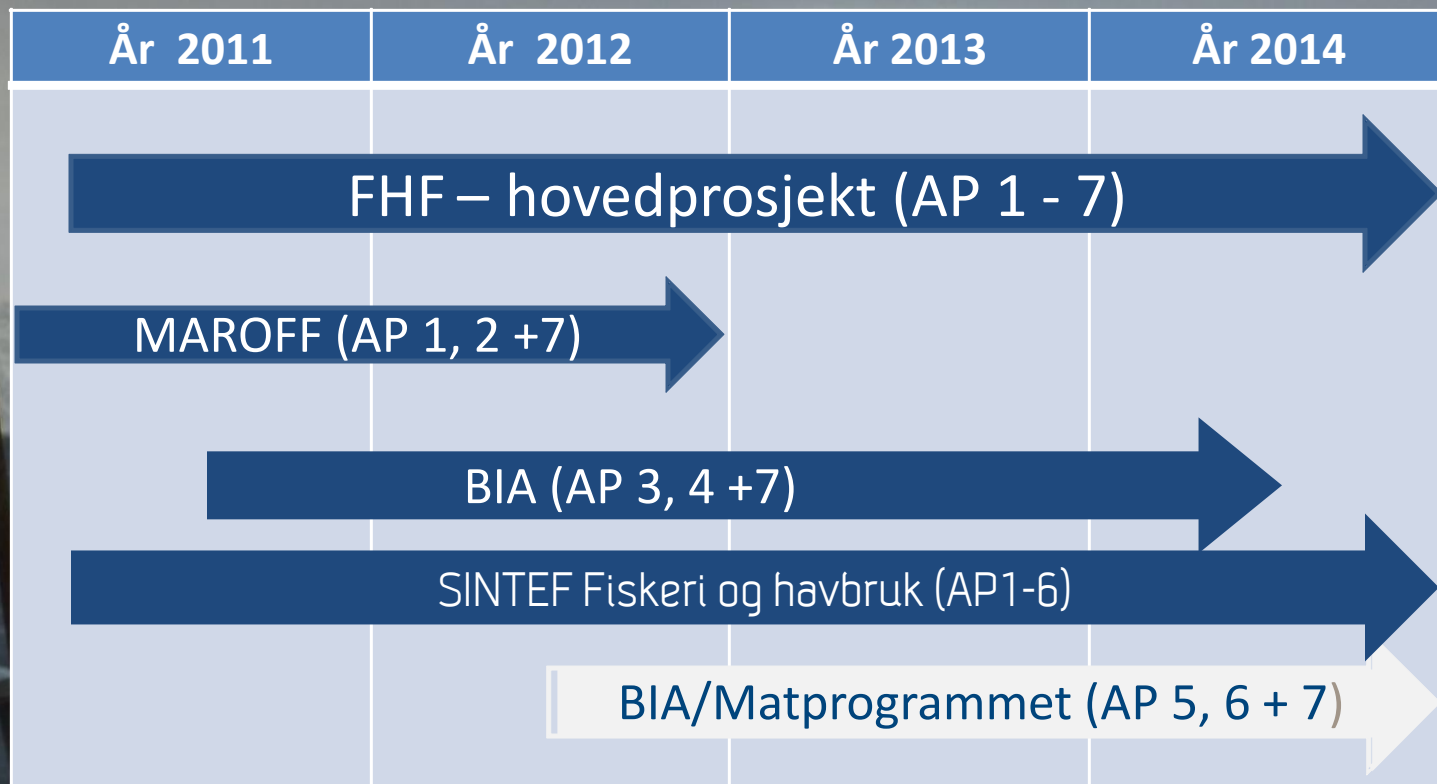 År 2011
År 2012
År 2013
År 2014
FHF – hovedprosjekt (AP 1 - 7)
MAROFF (AP 1, 2 +7)
BIA (AP 3, 4 +7)
SINTEF Fiskeri og havbruk (AP1-6)
BIA/Matprogrammet (AP 5, 6 + 7)